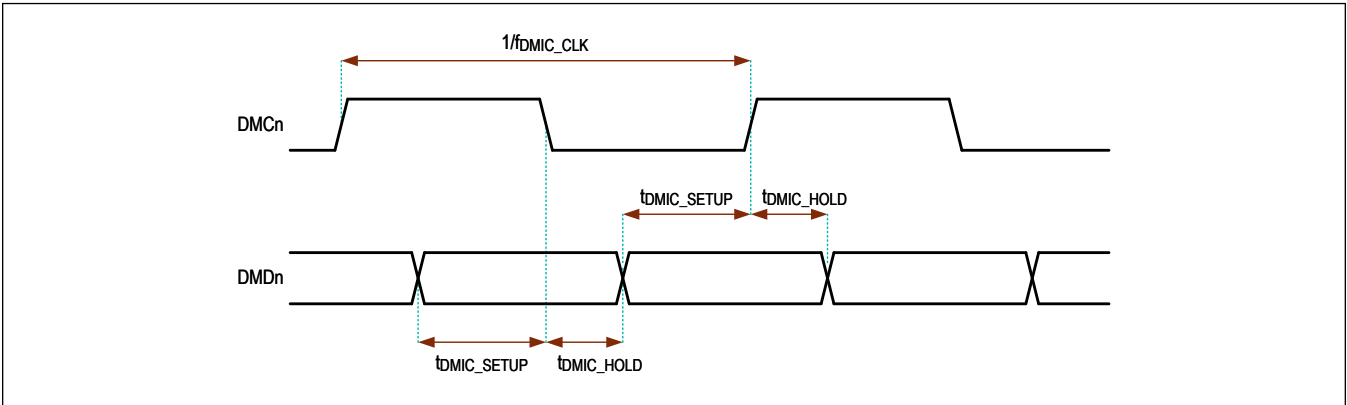 1/fDMIC_CLK
DMCn
tDMIC_SETUP tDMIC_HOLD
DMDn
tDMIC_SETUP tDMIC_HOLD